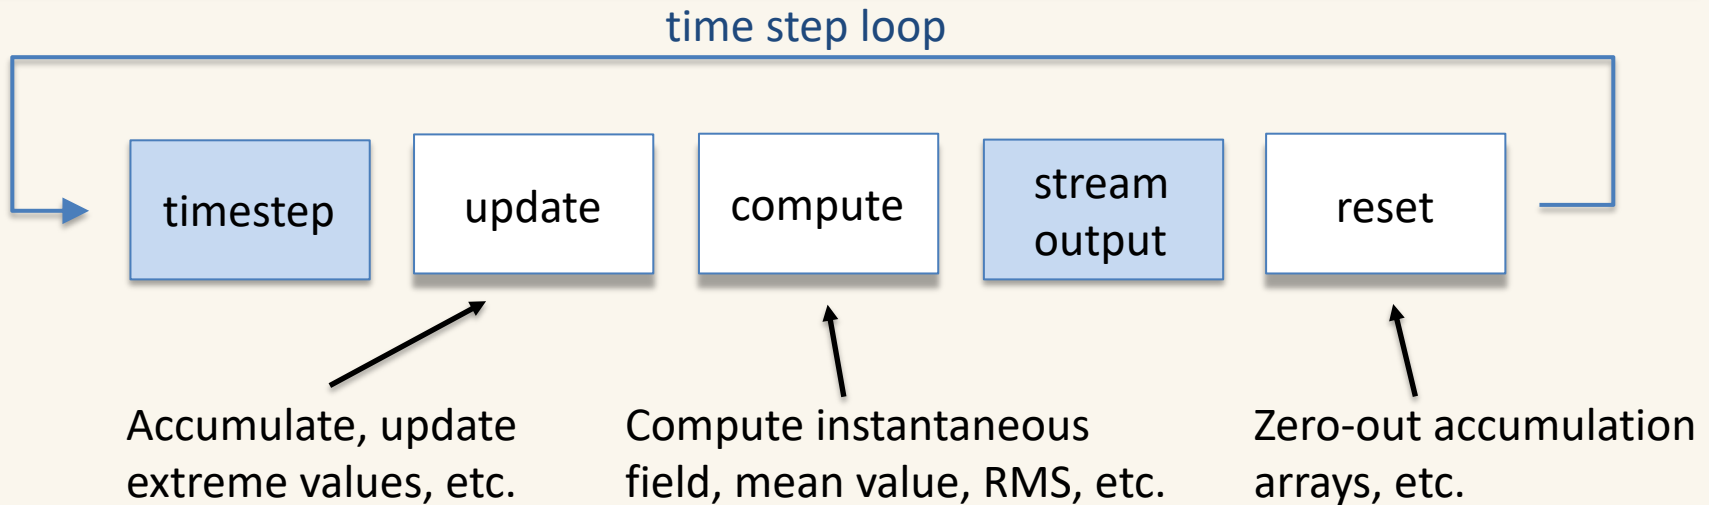 time step loop
timestep
update
compute
stream
output
reset
Accumulate, update
extreme values, etc.
Compute instantaneous
field, mean value, RMS, etc.
Zero-out accumulation
arrays, etc.